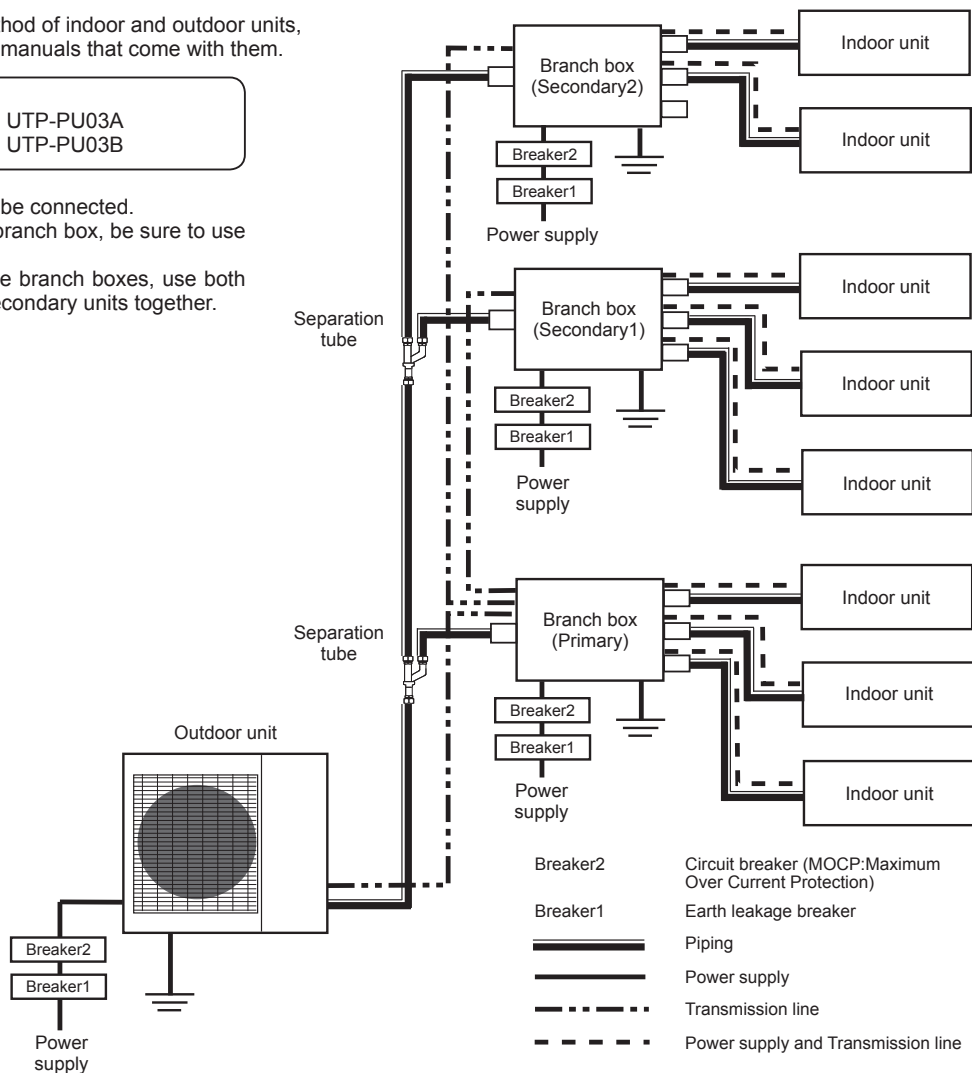 thod of indoor and outdoor units,
manuals that come with them.
UTP-PU03A
UTP-PU03B
be connected.
branch box, be sure to use
e branch boxes, use both
econdary units together.
Branch box
(Secondary2)
Breaker2
Breaker1
Power supply
Indoor unit
Indoor unit
Separation
tube
Branch box
(Secondary1)
Breaker2
Breaker1
Power
supply
Indoor unit
Indoor unit
Indoor unit
Separation
tube
Branch box
(Primary)
Breaker2
Breaker1
Power
supply
Indoor unit
Indoor unit
Indoor unit
Outdoor unit
Breaker2
Breaker1
Power
supply
Breaker2 Circuit breaker (MOCP:Maximum
Over Current Protection)
Breaker1 Earth leakage breaker
Piping
Power supply
Transmission line
Power supply and Transmission line